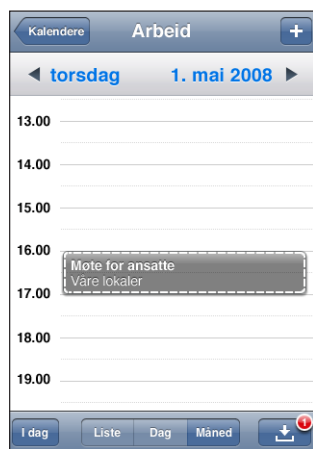 Kalendere Arbeid +
torsdag 1. mai 2008
13.00
14.00
15.00
16.00
Møte for ansatte
Våre lokaler
17.00
18.00
19.00
I dag Liste Dag Måned 1